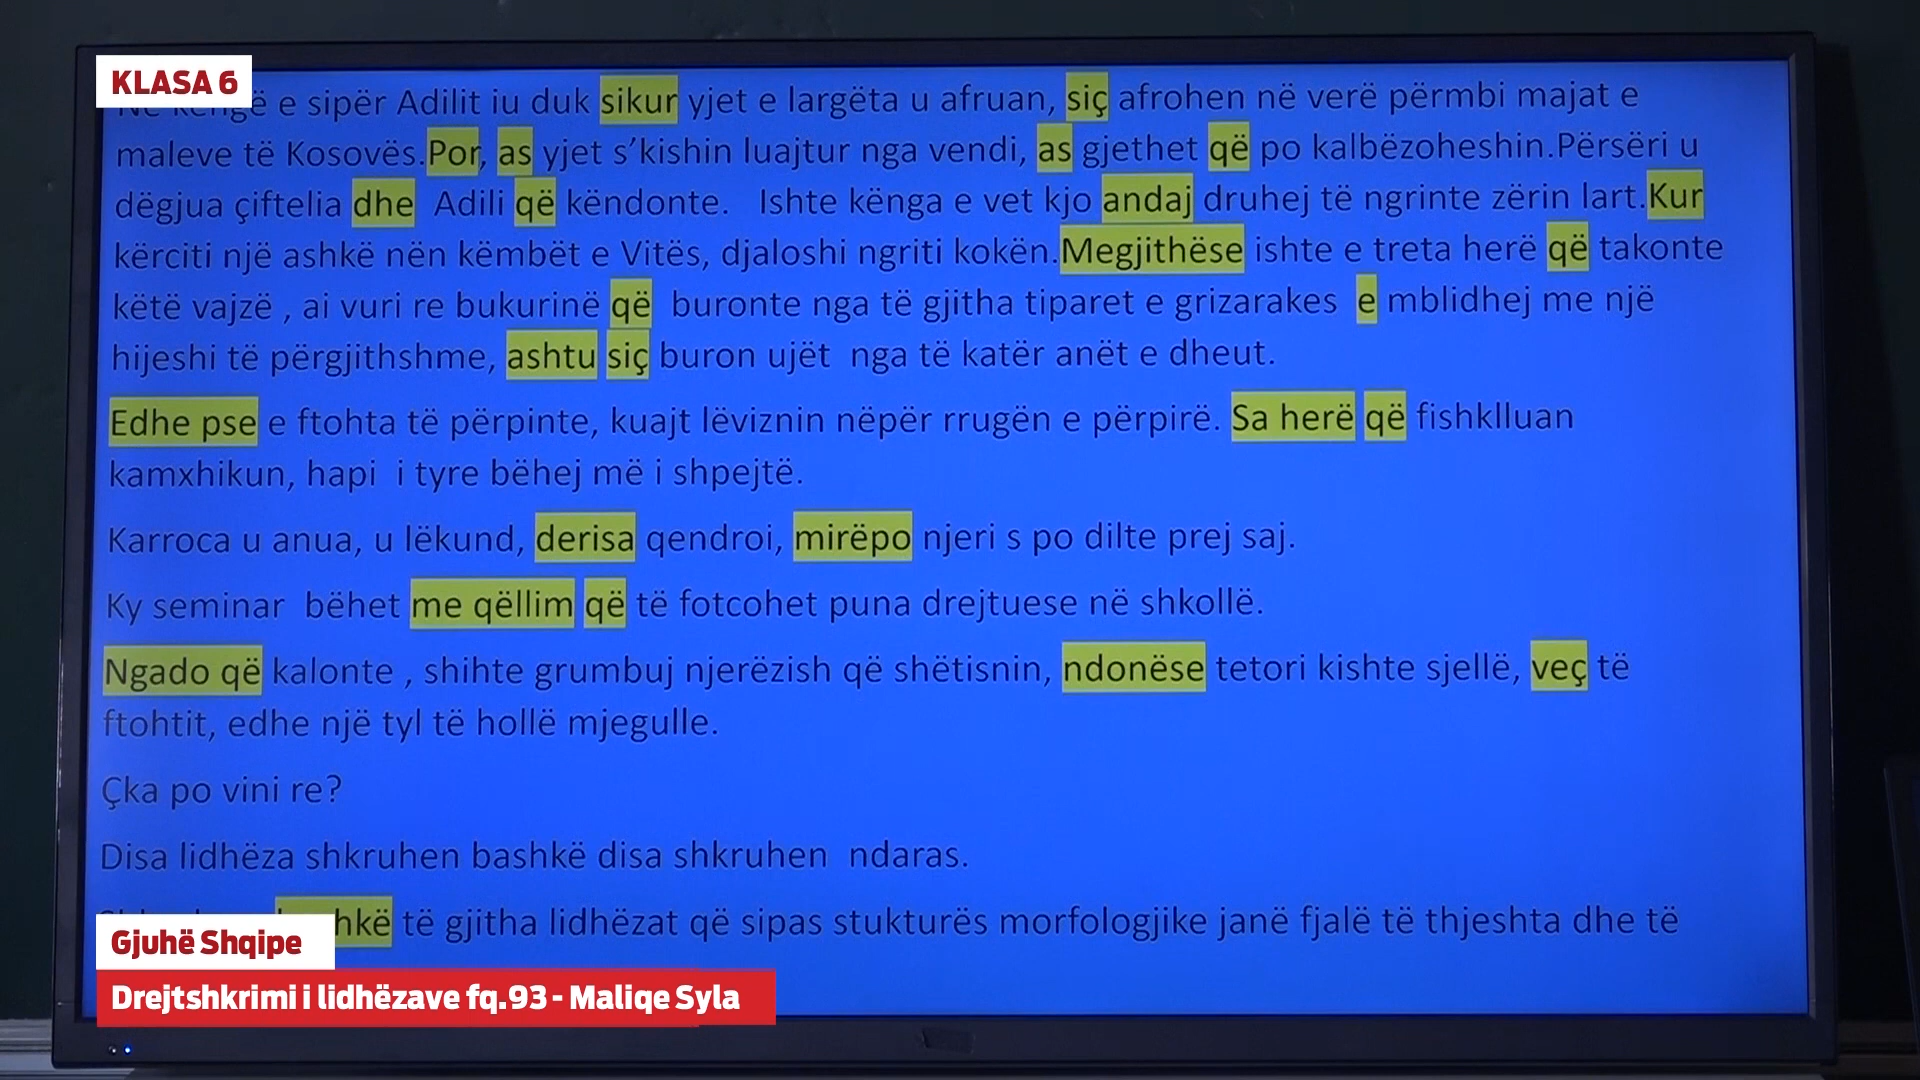 KLASA 6
e sipër Adilit iu duk sikur yjet e largëta u afruan, siç afrohen në verë përmbi majat e
maleve të Kosovës.Por, as yjet s’kishin luajtur nga vendi, as gjethet që po kalbëzoheshin.Përsëri u
dëgjua çiftelia dhe Adili që këndonte. Ishte kënga e vet kjo andaj druhej të ngrinte zërin lart.Kur
kërciti një ashkë nën këmbët e Vitës, djaloshi ngriti kokën.Megjithëse ishte e treta herë që takonte
këtë vajzë , ai vuri re bukurinë që buronte nga të gjitha tiparet e grizarakes e mblidhej me një
hijeshi të përgjithshme, ashtu siç buron ujët nga të katër anët e dheut.
Edhe pse e ftohta të përpinte, kuajt lëviznin nëpër rrugën e përpirë. Sa herë që fishklluan
kamxhikun, hapi i tyre bëhej më i shpejtë.
Karroca u anua, u lëkund, derisa qendroi, mirëpo njeri s po dilte prej saj.
Ky seminar bëhet me qëllim që të fotcohet puna drejtuese në shkollë.
Ngado që kalonte , shihte grumbuj njerëzish që shëtisnin, ndonëse tetori kishte sjellë, veç të
ftohtit, edhe një tyl të hollë mjegulle.
Çka po vini re?
Disa lidhëza shkruhen bashkë disa shkruhen ndaras.
të gjitha lidhëzat që sipas stukturës morfologjike janë fjalë të thjeshta dhe të
Gjuhë Shqipe
Drejtshkrimi i lidhëzave fq.93 - Maliqe Syla